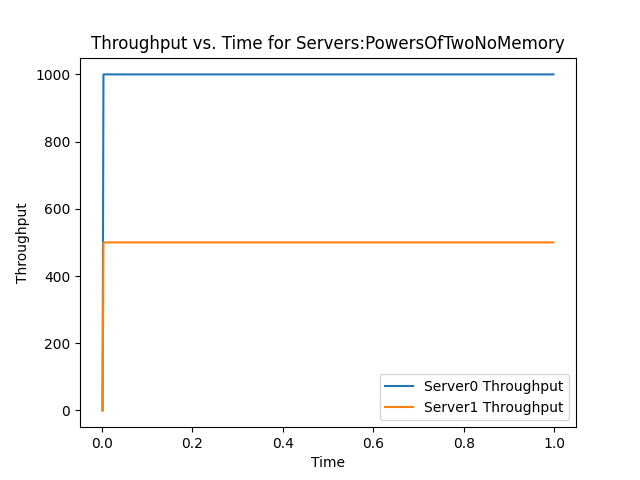 Throughput vs. Time for Servers:PowersOfTwoNoMemory
1000
800
600
400
200
0
Throughput
0.0 0.2 0.4 0.6 0.8 1.0
Time
Server0 Throughput
Server1 Throughput